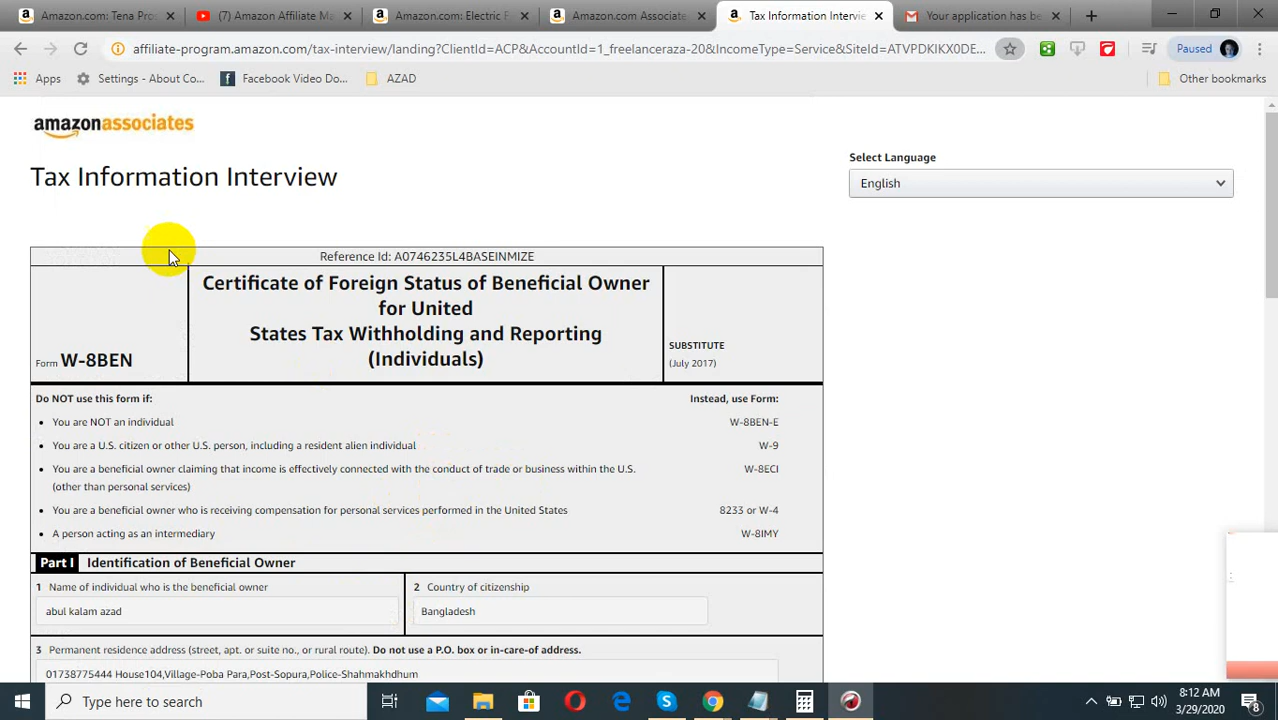 Amazon.com: Tena Pro
(7) Amazon Affiliate Ma
Amazon.com: Electric F
Amazon.com Associate
Tax Information Intervie
Your application has be
affiliate-program.amazon.com/tax-interview/landing?ClientId=ACP&AccountId=1_freelanceraza-20&IncomeType=Service&SiteId=ATVPDKIKX0DE...
Paused
Apps
Settings - About Co...
Facebook Video Do...
AZAD
Other bookmarks
amazonassociates
Tax Information Interview
Select Language
English
Reference Id: A0746235L4BASEINMIZE
Form W-8BEN
Certificate of Foreign Status of Beneficial Owner
for United
States Tax Withholding and Reporting
(Individuals)
SUBSTITUTE
(July 2017)
Do NOT use this form if:
Instead, use Form:
• You are NOT an individual
W-8BEN-E
• You are a U.S. citizen or other U.S. person, including a resident alien individual
W-9
• You are a beneficial owner claiming that income is effectively connected with the conduct of trade or business within the U.S.
(other than personal services)
W-8ECI
• You are a beneficial owner who is receiving compensation for personal services performed in the United States
8233 or W-4
• A person acting as an intermediary
W-8IMY
Part I Identification of Beneficial Owner
1 Name of individual who is the beneficial owner
abul kalam azad
2 Country of citizenship
Bangladesh
3 Permanent residence address (street, apt. or suite no., or rural route). Do not use a P.O. box or in-care-of address.
01738775444 House104,Village-Poba Para,Post-Sopura,Police-Shahmakhdhum
Type here to search
8:12 AM
3/29/2020
8